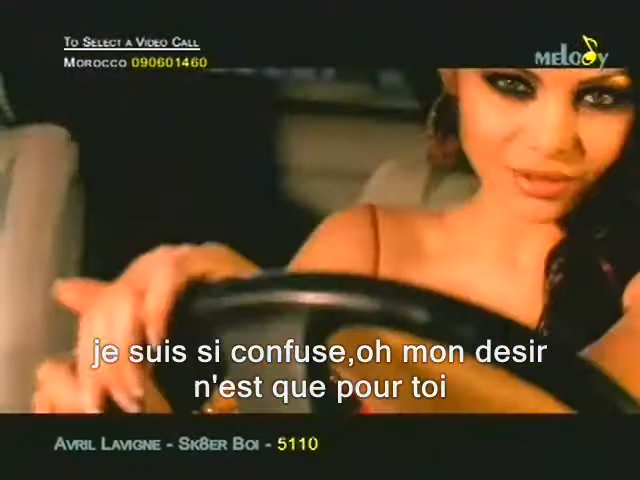 TO SELECT A VIDEO CALL
MOROCCO 090601460
MELODY
je suis si confuse,oh mon desir
n'est que pour toi
AVRIL LAVIGNE - SK8ER BOI - 5110